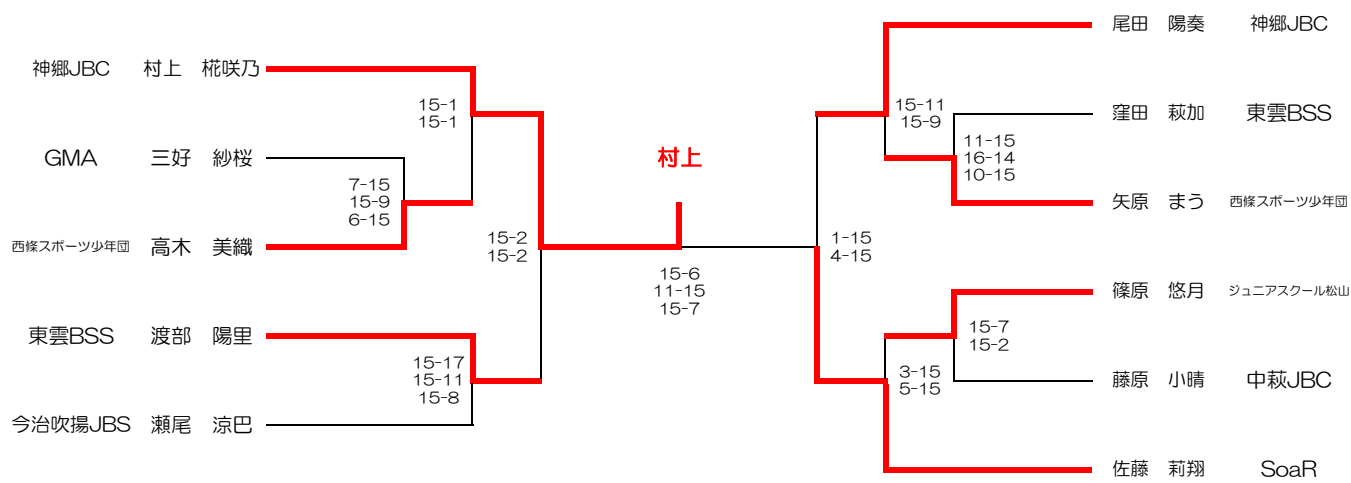 神郷JBC 村上 椛咲乃
GMA 三好 紗桜
西條スポーツ少年団 高木 美織
東雲BSS 渡部 陽里
今治吹揚JBS 瀬尾 涼巴
15-1
15-1
7-15
15-9
6-15
15-2
15-2
15-17
15-11
15-8
村上
15-6
11-15
15-7
1-15
4-15
15-11
15-9
11-15
16-14
10-15
15-7
15-2
3-15
5-15
尾田 陽奏 神郷JBC
窪田 萩加 東雲BSS
矢原 まう 西條スポーツ少年団
篠原 悠月 ジュニアスクール松山
藤原 小晴 中萩JBC
佐藤 莉翔 SoaR